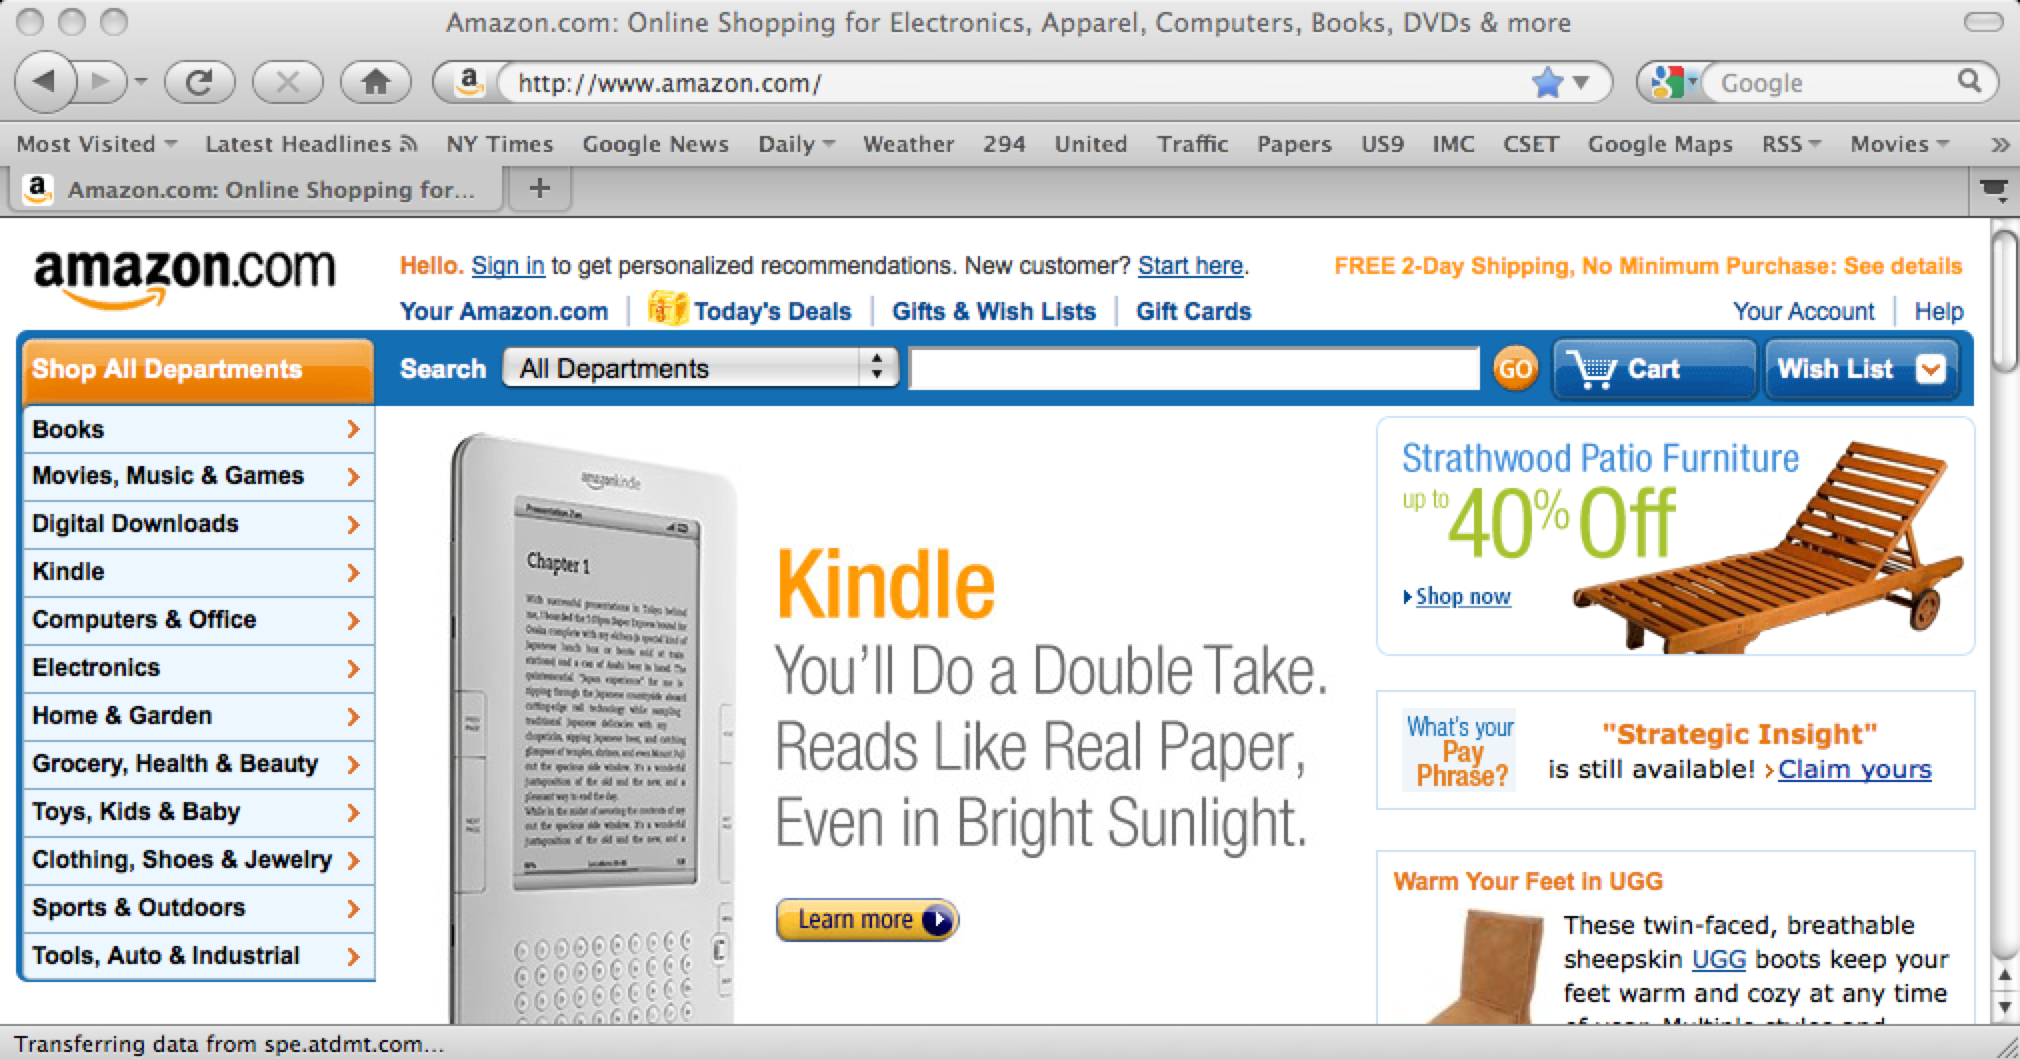 Amazon.com: Online Shopping for Electronics, Apparel, Computers, Books, DVDs & more
http://www.amazon.com/
Google
Most Visited Latest Headlines NY Times Google News Daily Weather 294 United Traffic Papers US9 IMC CSET Google Maps RSS Movies »
Amazon.com: Online Shopping for...
amazon.com
Hello. Sign in to get personalized recommendations. New customer? Start here.
FREE 2-Day Shipping, No Minimum Purchase: See details
Your Amazon.com Today's Deals Gifts & Wish Lists Gift Cards
Your Account Help
Shop All Departments
Search All Departments GO Cart Wish List
Books
Movies, Music & Games
Digital Downloads
Kindle
Computers & Office
Electronics
Home & Garden
Grocery, Health & Beauty
Toys, Kids & Baby
Clothing, Shoes & Jewelry
Sports & Outdoors
Tools, Auto & Industrial
amazonkindle
Chapter 1
Kindle
You'll Do a Double Take.
Reads Like Real Paper,
Even in Bright Sunlight.
Learn more
Strathwood Patio Furniture
up to 40% Off
Shop now
What's your
Pay
Phrase?
"Strategic Insight"
is still available! › Claim yours
Warm Your Feet in UGG
These twin-faced, breathable
sheepskin UGG boots keep your
feet warm and cozy at any time
Transferring data from spe.atdmt.com...